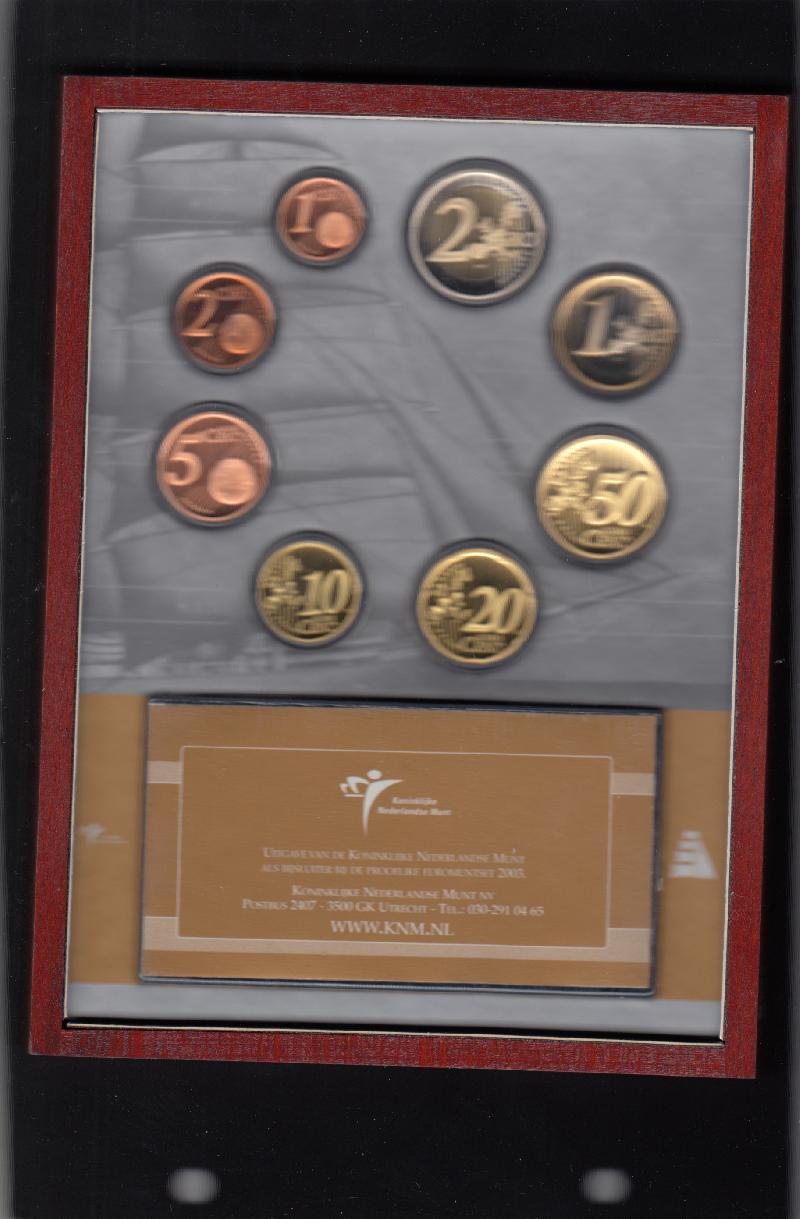 1
2
2
1
5
50
10
20
Koninklijke
Nederlandse Munt
UITGAVE VAN DE KONINKLIJKE NEDERLANDSE MUNT
ALS BIJSLUITER BIJ DE PROOFLIKE EUROMUNTSET 2003.
KONINKLIJKE NEDERLANDSE MUNT NV
POSTBUS 2407 - 3500 GK UTRECHT - TEL.: 030-291 04 65
WWW.KNM.NL